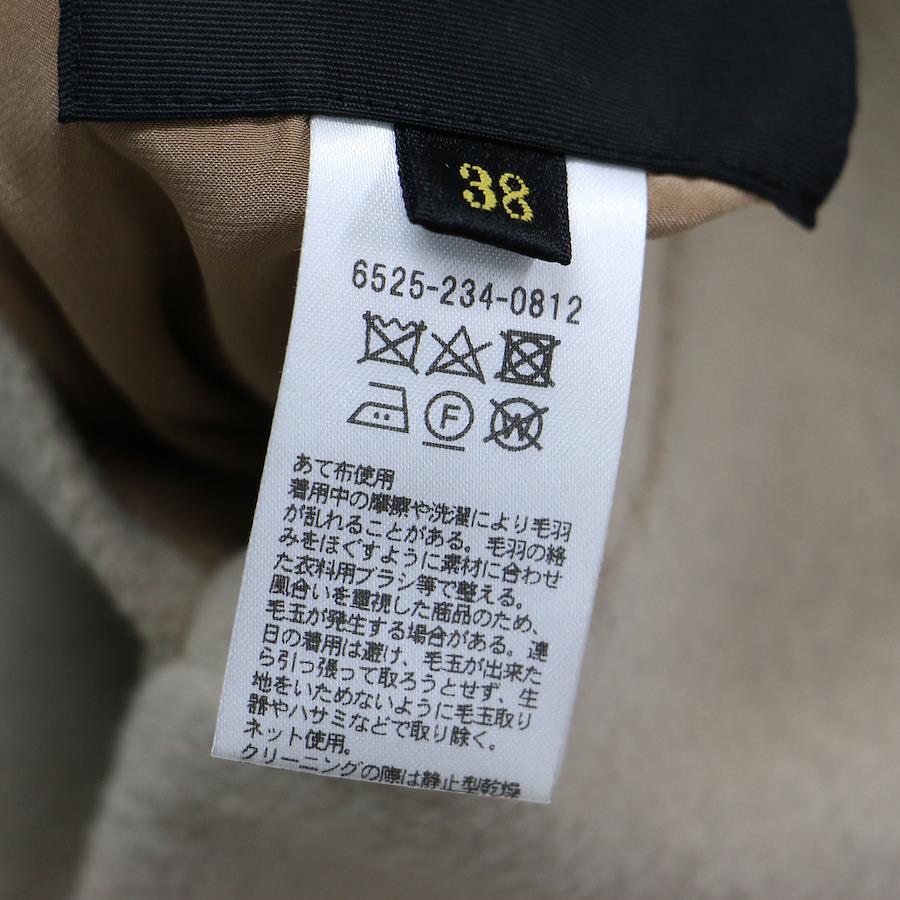 38
6525-234-0812
F
W
あて布使用
着用中の摩擦や洗濯により毛羽
が乱れることがある。毛羽の絡
みをほぐすように素材に合わせ
た衣料用ブラシ等で整える。
風合いを重視した商品のため、
毛玉が発生する場合がある。連
日の着用は避け、毛玉が出来た
ら引っ張って取ろうとせず、生
地をいためないように毛玉取り
器やハサミなどで取り除く。
ネット使用。
クリーニングの際は静止型乾燥